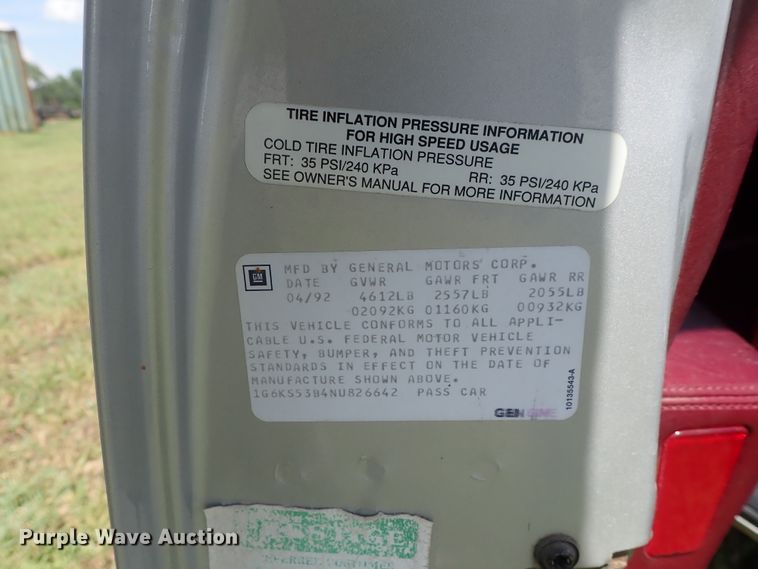 TIRE INFLATION PRESSURE INFORMATION
FOR HIGH SPEED USAGE
COLD TIRE INFLATION PRESSURE
FRT: 35 PSI/240 KPa RR: 35 PSI/240 KPa
SEE OWNER'S MANUAL FOR MORE INFORMATION
GM
MFD BY GENERAL MOTORS CORP.
DATE GVWR GAWR FRT GAWR RR
04/92 4612LB 2557LB 2055LB
02092KG 01160KG 00932KG
THIS VEHICLE CONFORMS TO ALL APPLI-
CABLE U.S. FEDERAL MOTOR VEHICLE
SAFETY, BUMPER, AND THEFT PREVENTION
STANDARDS IN EFFECT ON THE DATE OF
MANUFACTURE SHOWN ABOVE.
1G6KS53B4NU826642 PASS CAR
10135543-A
Purple Wave Auction